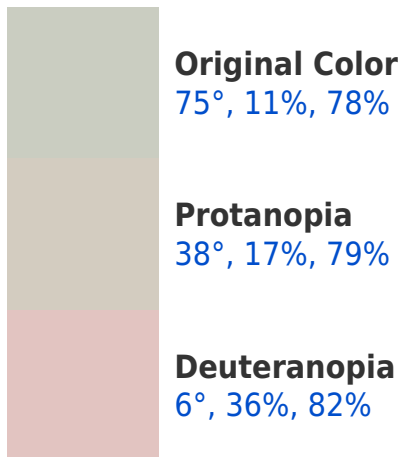 Original Color
75°, 11%, 78%
Protanopia
38°, 17%, 79%
Deuteranopia
6°, 36%, 82%